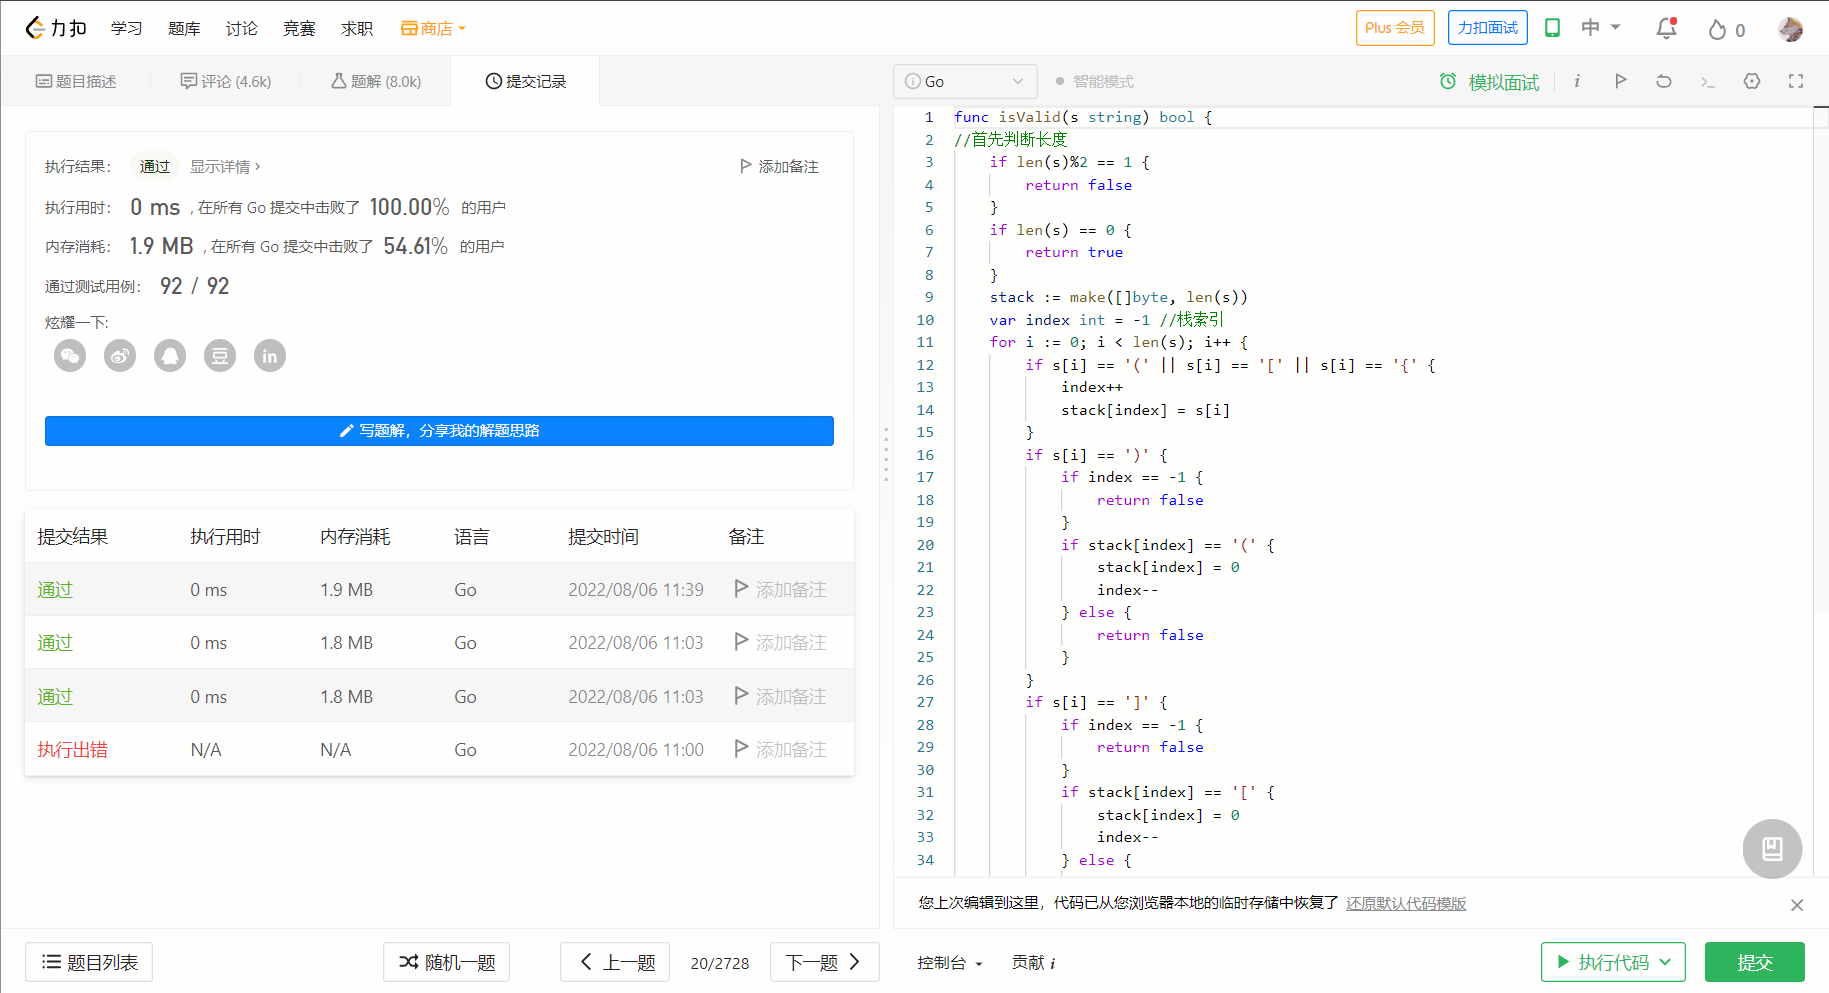 力扣 学习 题库 讨论 竞赛 求职 商店 Plus 会员 力扣面试 中 0
题目描述 评论 (4.6k) 题解 (8.0k) 提交记录
执行结果： 通过 显示详情 › 添加备注
执行用时： 0 ms , 在所有 Go 提交中击败了 100.00% 的用户
内存消耗： 1.9 MB , 在所有 Go 提交中击败了 54.61% 的用户
通过测试用例： 92 / 92
炫耀一下:
豆 in
写题解，分享我的解题思路
提交结果 执行用时 内存消耗 语言 提交时间 备注
通过 0 ms 1.9 MB Go 2022/08/06 11:39 添加备注
通过 0 ms 1.8 MB Go 2022/08/06 11:03 添加备注
通过 0 ms 1.8 MB Go 2022/08/06 11:03 添加备注
执行出错 N/A N/A Go 2022/08/06 11:00 添加备注
题目列表 随机一题 上一题 20/2728 下一题
i Go 智能模式 模拟面试 i
1 func isValid(s string) bool {
2 //首先判断长度
3 if len(s)%2 == 1 {
4 return false
5 }
6 if len(s) == 0 {
7 return true
8 }
9 stack := make([]byte, len(s))
10 var index int = -1 //栈索引
11 for i := 0; i < len(s); i++ {
12 if s[i] == '(' || s[i] == '[' || s[i] == '{' {
13 index++
14 stack[index] = s[i]
15 }
16 if s[i] == ')' {
17 if index == -1 {
18 return false
19 }
20 if stack[index] == '(' {
21 stack[index] = 0
22 index--
23 } else {
24 return false
25 }
26 }
27 if s[i] == ']' {
28 if index == -1 {
29 return false
30 }
31 if stack[index] == '[' {
32 stack[index] = 0
33 index--
34 } else {
您上次编辑到这里，代码已从您浏览器本地的临时存储中恢复了 还原默认代码模版
控制台 贡献 i 执行代码 提交